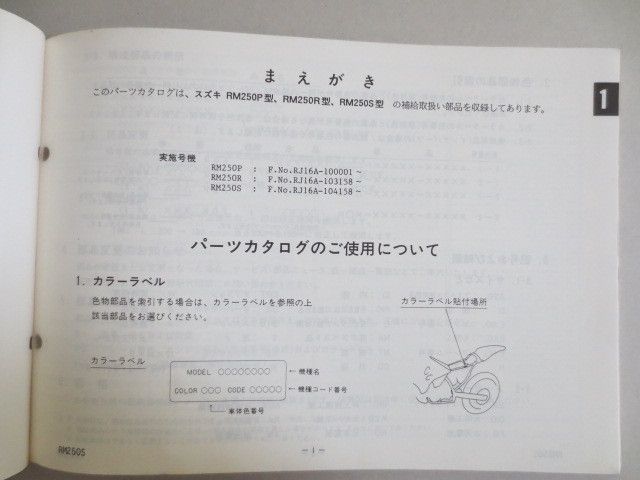 まえがき
このパーツカタログは、スズキ RM250P型、RM250R型、RM250S型 の補給取扱い部品を収録してあります。
1
実施号機
RM250P : F.No.RJ16A-100001～
RM250R : F.No.RJ16A-103158～
RM250S : F.No.RJ16A-104158～
パーツカタログのご使用について
1. カラーラベル
色物部品を索引する場合は、カラーラベルを参照の上
該当部品をお選びください。
カラーラベル貼付場所
カラーラベル
MODEL ○○○○○○○○ ←機種名
COLOR ○○○ CODE ○○○○○ ←機種コード番号
車体色番号
RM250S
— 1 —